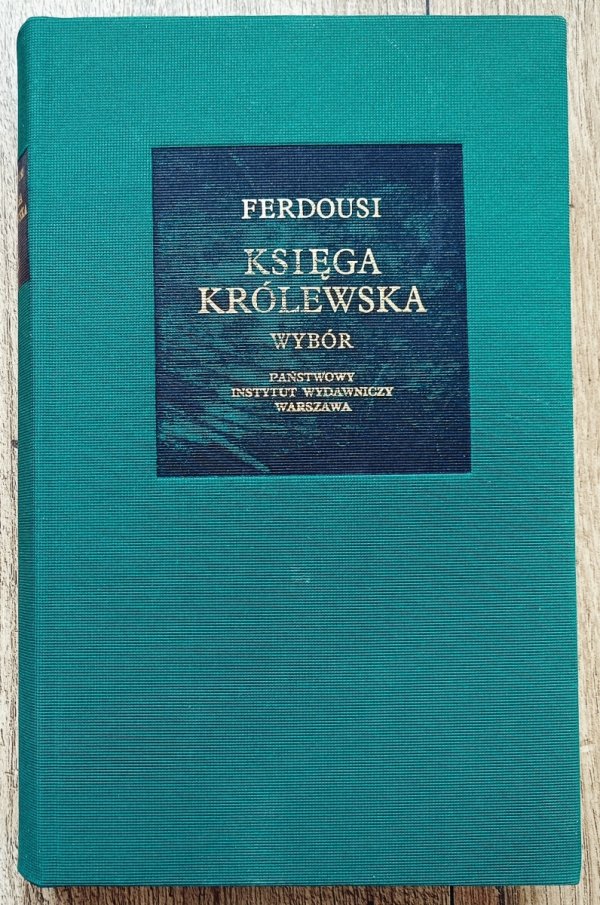 FERDOUSI
KSIĘGA
KRÓLEWSKA
WYBÓR
PAŃSTWOWY
INSTYTUT WYDAWNICZY
WARSZAWA